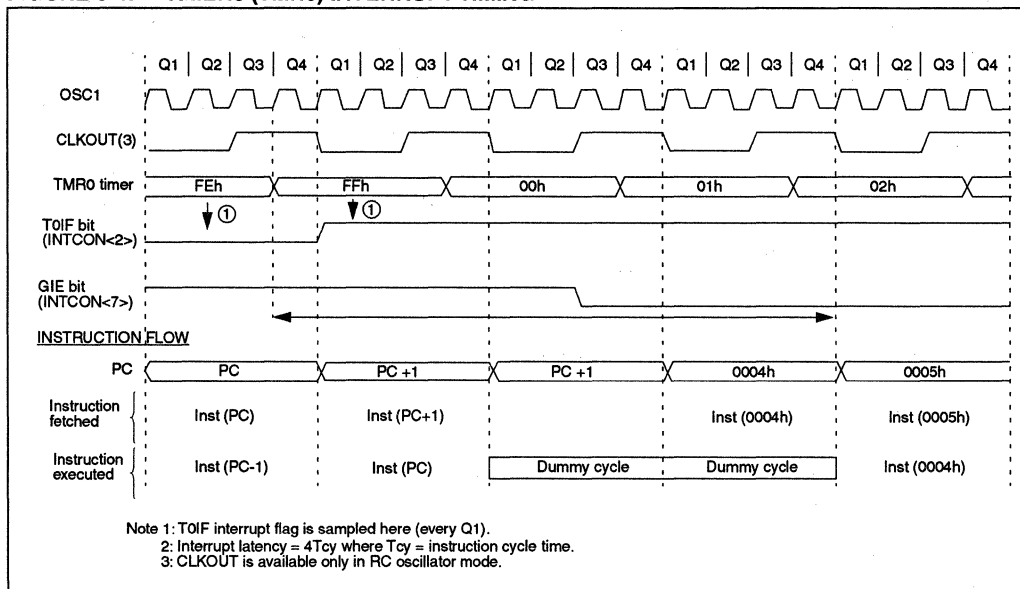 Q1 | Q2 | Q3 | Q4 Q1 | Q2 | Q3 | Q4 Q1 | Q2 | Q3 | Q4 Q1 | Q2 | Q3 | Q4 Q1 | Q2 | Q3 | Q4
OSC1
CLKOUT(3)
TMR0 timer FEh FFh 00h 01h 02h
① ①
T0IF bit
(INTCON<2>)
GIE bit
(INTCON<7>)
INSTRUCTION FLOW
PC PC PC +1 PC +1 0004h 0005h
Instruction
fetched
Inst (PC) Inst (PC+1) Inst (0004h) Inst (0005h)
Instruction
executed
Inst (PC-1) Inst (PC) Dummy cycle Dummy cycle Inst (0004h)
Note 1: T0IF interrupt flag is sampled here (every Q1).
2: Interrupt latency = 4Tcy where Tcy = instruction cycle time.
3: CLKOUT is available only in RC oscillator mode.